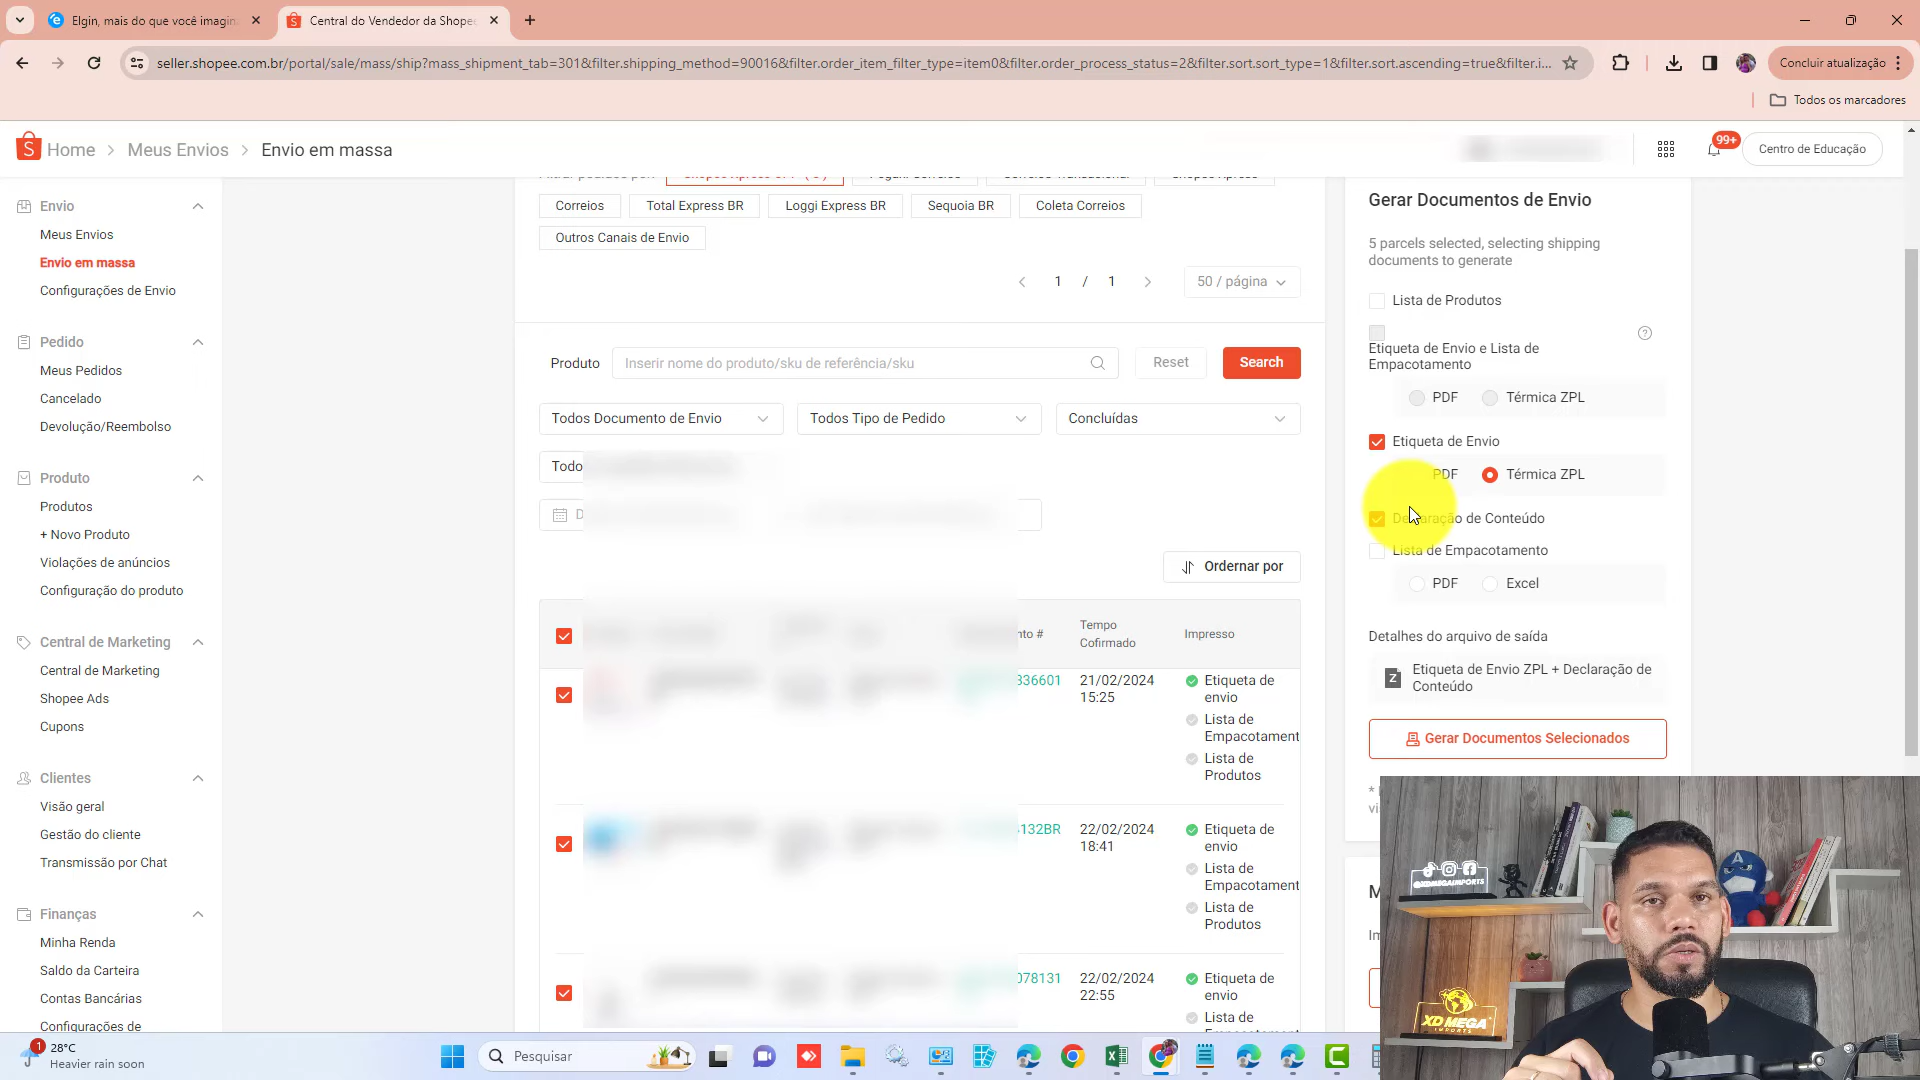 Elgin, mais do que você imagin
Central do Vendedor da Shopee
seller.shopee.com.br/portal/sale/mass/ship?mass_shipment_tab=301&filter.shipping_method=90016&filter.order_item_filter_type=item0&filter.order_process_status=2&filter.sort.sort_type=1&filter.sort.ascending=true&filter.i...
Concluir atualização
Todos os marcadores
Home > Meus Envios > Envio em massa
99+
Centro de Educação
Envio
Meus Envios
Envio em massa
Configurações de Envio
Pedido
Meus Pedidos
Cancelado
Devolução/Reembolso
Produto
Produtos
+ Novo Produto
Violações de anúncios
Configuração do produto
Central de Marketing
Central de Marketing
Shopee Ads
Cupons
Clientes
Visão geral
Gestão do cliente
Transmissão por Chat
Finanças
Minha Renda
Saldo da Carteira
Contas Bancárias
Configurações de
Correios
Total Express BR
Loggi Express BR
Sequoia BR
Coleta Correios
Outros Canais de Envio
1 / 1
50 / página
Produto
Inserir nome do produto/sku de referência/sku
Reset
Search
Todos Documento de Envio
Todos Tipo de Pedido
Concluídas
Todo
D
Ordernar por
nto #
Tempo
Cofirmado
Impresso
336601
21/02/2024
15:25
Etiqueta de
envio
Lista de
Empacotament
Lista de
Produtos
132BR
22/02/2024
18:41
Etiqueta de
envio
Lista de
Empacotament
Lista de
Produtos
078131
22/02/2024
22:55
Etiqueta de
envio
Lista de
Gerar Documentos de Envio
5 parcels selected, selecting shipping
documents to generate
Lista de Produtos
Etiqueta de Envio e Lista de
Empacotamento
PDF
Térmica ZPL
Etiqueta de Envio
PDF
Térmica ZPL
Declaração de Conteúdo
Lista de Empacotamento
PDF
Excel
Detalhes do arquivo de saída
Z
Etiqueta de Envio ZPL + Declaração de
Conteúdo
Gerar Documentos Selecionados
@XDMEGAIMPORTS
XD MEGA
IMPORTS
1
28°C
Heavier rain soon
Pesquisar